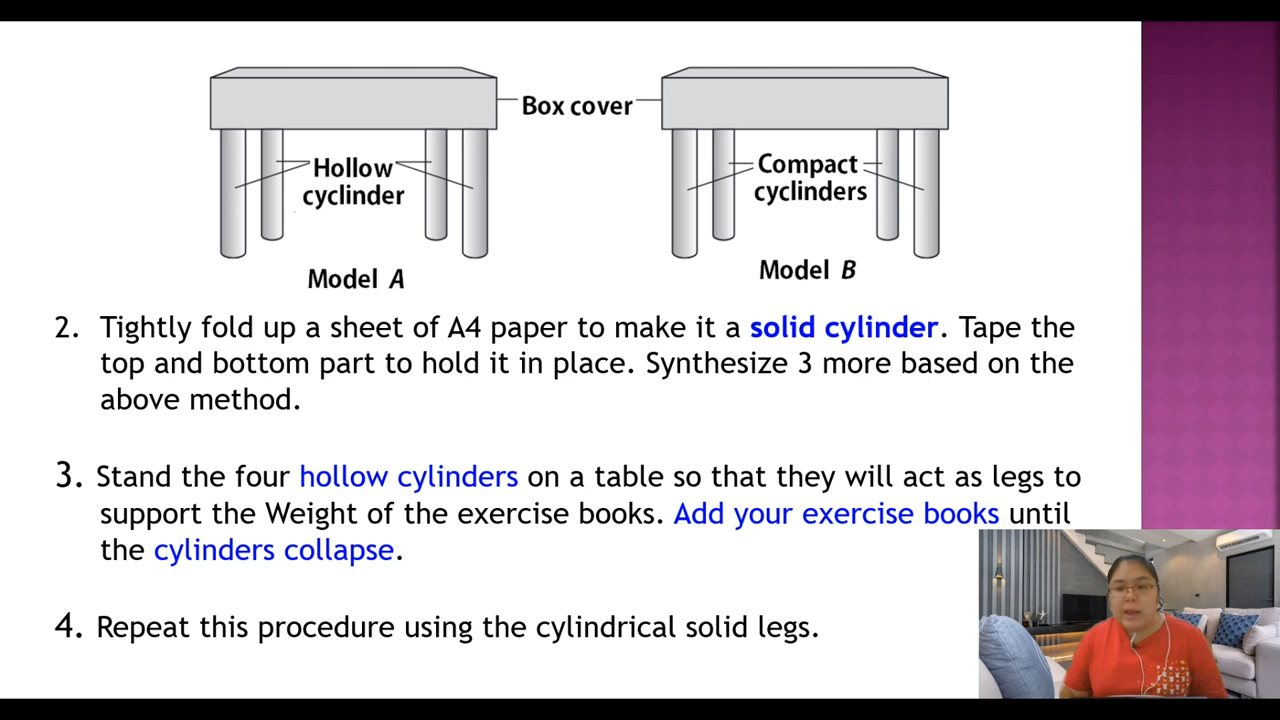 Box cover
Hollow
cyclinder
Compact
cyclinders
Model A
Model B
2. Tightly fold up a sheet of A4 paper to make it a solid cylinder. Tape the
top and bottom part to hold it in place. Synthesize 3 more based on the
above method.
3. Stand the four hollow cylinders on a table so that they will act as legs to
support the Weight of the exercise books. Add your exercise books until
the cylinders collapse.
4. Repeat this procedure using the cylindrical solid legs.